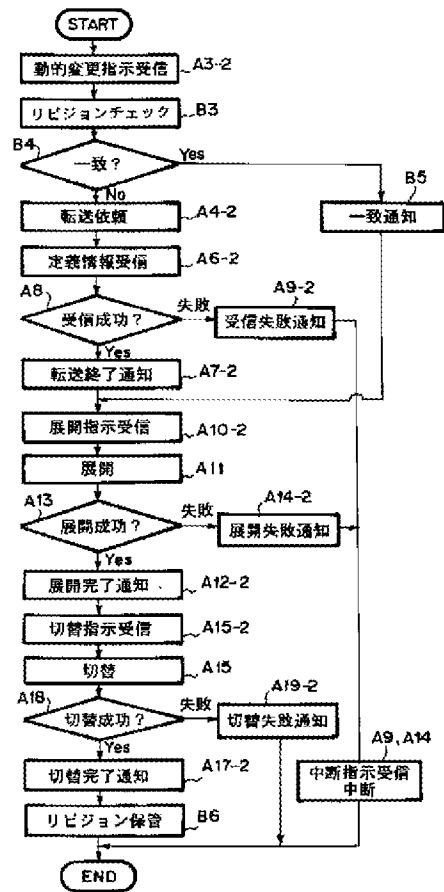 START
動的変更指示受信
A3-2
リビジョンチェック
B3
B4
一致?
Yes
No
B5
一致通知
転送依頼
A4-2
定義情報受信
A6-2
A8
受信成功?
失敗
A9-2
受信失敗通知
Yes
転送終了通知
A7-2
展開指示受信
A10-2
展開
A11
A13
展開成功?
失敗
A14-2
展開失敗通知
Yes
展開完了通知
A12-2
切替指示受信
A15-2
切替
A15
A18
切替成功?
失敗
A19-2
切替失敗通知
Yes
切替完了通知
A17-2
A9, A14
中断指示受信
中断
リビジョン保管
B6
END